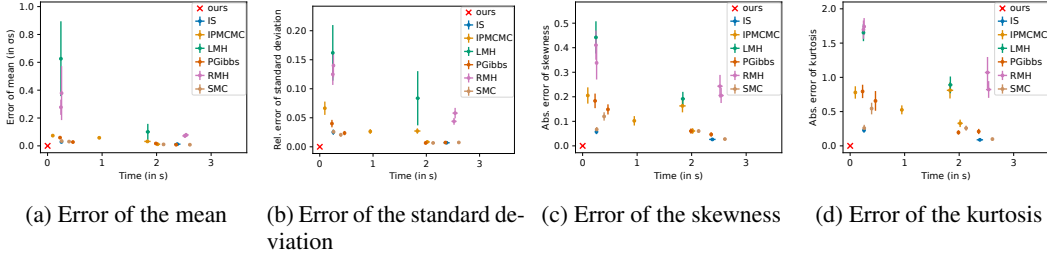 Error of mean (in σs)
1.0
0.8
0.6
0.4
0.2
0.0
0 1 2 3
Time (in s)
ours
IS
IPMCMC
LMH
PGibbs
RMH
SMC
(a) Error of the mean
Rel. error of standard deviation
0.20
0.15
0.10
0.05
0.00
0 1 2 3
Time (in s)
ours
IS
IPMCMC
LMH
PGibbs
RMH
SMC
(b) Error of the standard de-
viation
Abs. error of skewness
0.5
0.4
0.3
0.2
0.1
0.0
0 1 2 3
Time (in s)
ours
IS
IPMCMC
LMH
PGibbs
RMH
SMC
(c) Error of the skewness
Abs. error of kurtosis
2.0
1.5
1.0
0.5
0.0
0 1 2 3
Time (in s)
ours
IS
IPMCMC
LMH
PGibbs
RMH
SMC
(d) Error of the kurtosis